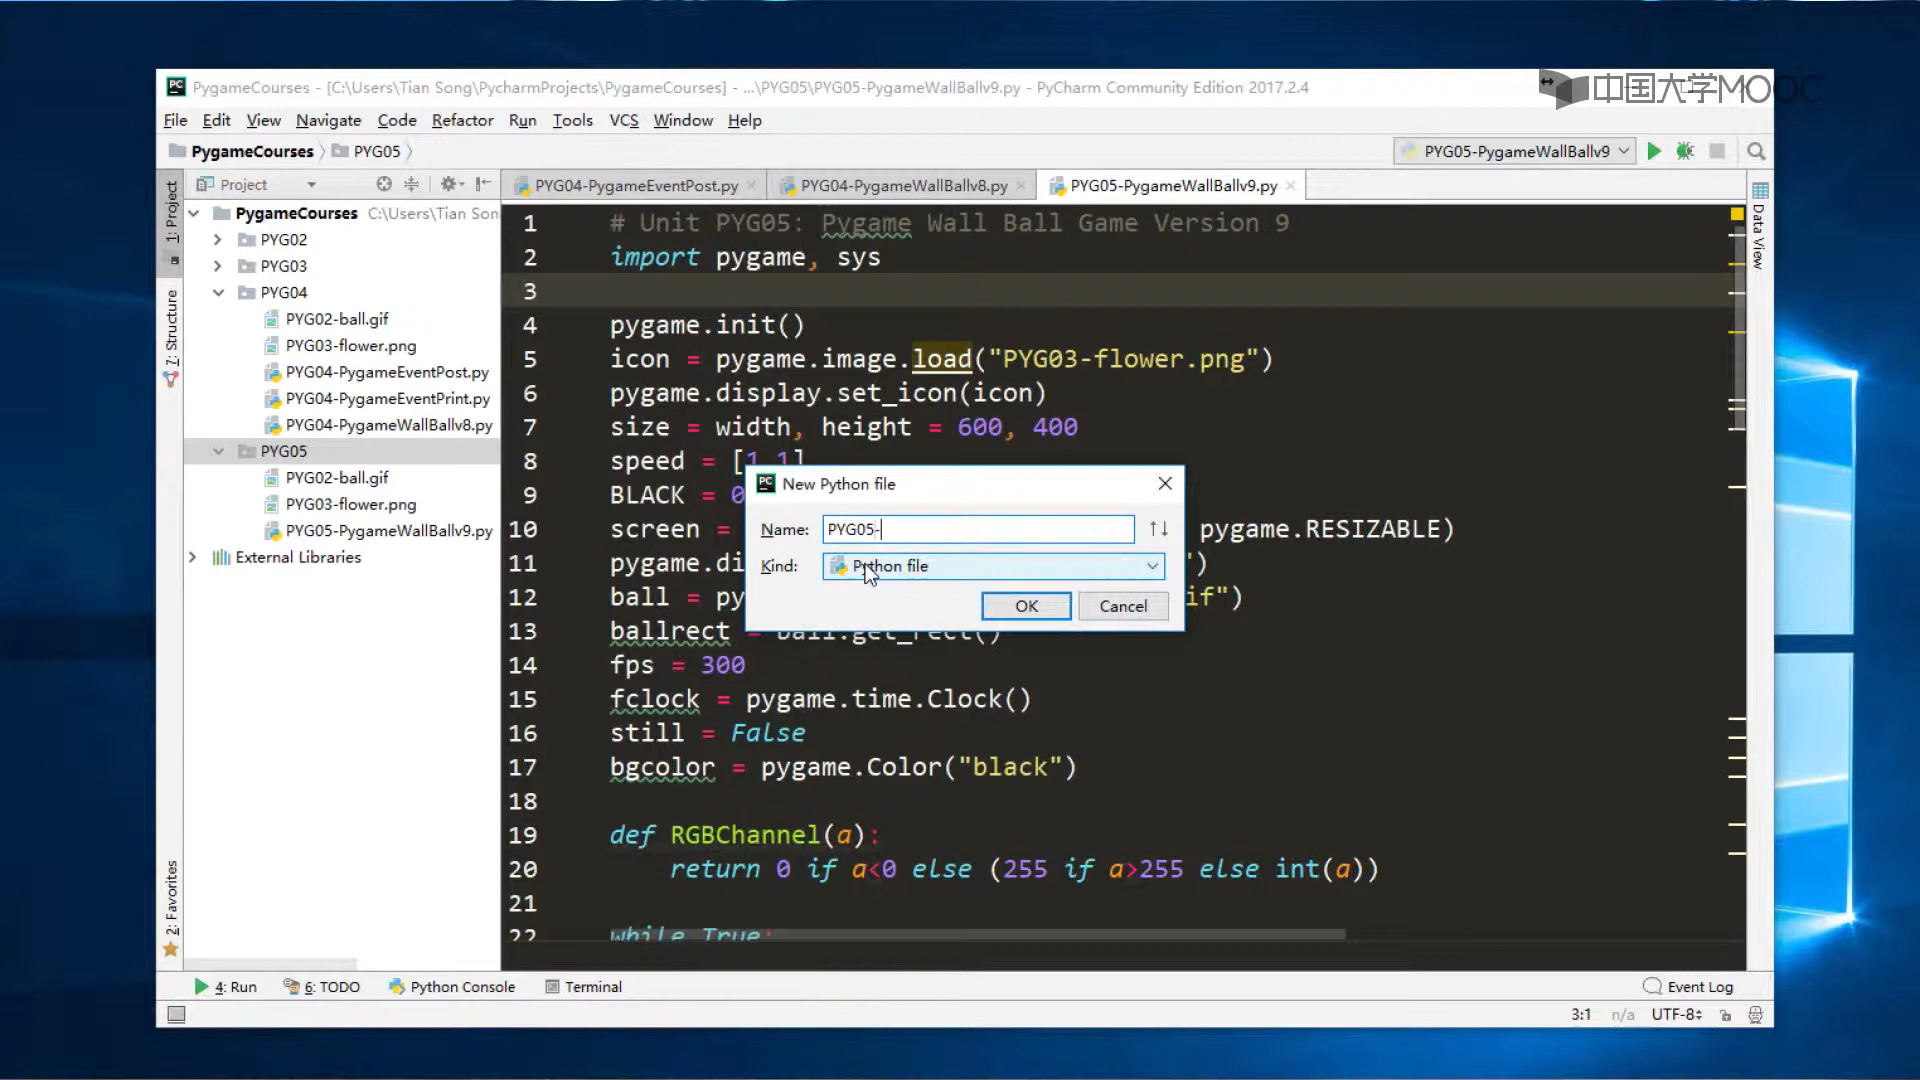 PygameCourses - [C:\Users\Tian Song\PycharmProjects\PygameCourses] - ...\PYG05\PYG05-PygameWallBallv9.py - PyCharm Community Edition 2017.2.4
中国大学MOOC
File Edit View Navigate Code Refactor Run Tools VCS Window Help
PygameCourses PYG05 PYG05-PygameWallBallv9
Project
PYG04-PygameEventPost.py PYG04-PygameWallBallv8.py PYG05-PygameWallBallv9.py
1: Project
7: Structure
2: Favorites
Data View
PygameCourses C:\Users\Tian Son
PYG02
PYG03
PYG04
PYG02-ball.gif
PYG03-flower.png
PYG04-PygameEventPost.py
PYG04-PygameEventPrint.py
PYG04-PygameWallBallv8.py
PYG05
PYG02-ball.gif
PYG03-flower.png
PYG05-PygameWallBallv9.py
External Libraries
1 # Unit PYG05: Pygame Wall Ball Game Version 9
2 import pygame, sys
3
4 pygame.init()
5 icon = pygame.image.load("PYG03-flower.png")
6 pygame.display.set_icon(icon)
7 size = width, height = 600, 400
8 speed = [1,1]
9 BLACK = 0
10 screen = pygame.RESIZABLE)
11 pygame.di ')
12 ball = py if")
13 ballrect = ball.get_rect()
14 fps = 300
15 fclock = pygame.time.Clock()
16 still = False
17 bgcolor = pygame.Color("black")
18
19 def RGBChannel(a):
20 return 0 if a<0 else (255 if a>255 else int(a))
21
22 while True:
New Python file
Name: PYG05-
Kind: Python file
OK Cancel
4: Run 6: TODO Python Console Terminal Event Log
3:1 n/a UTF-8